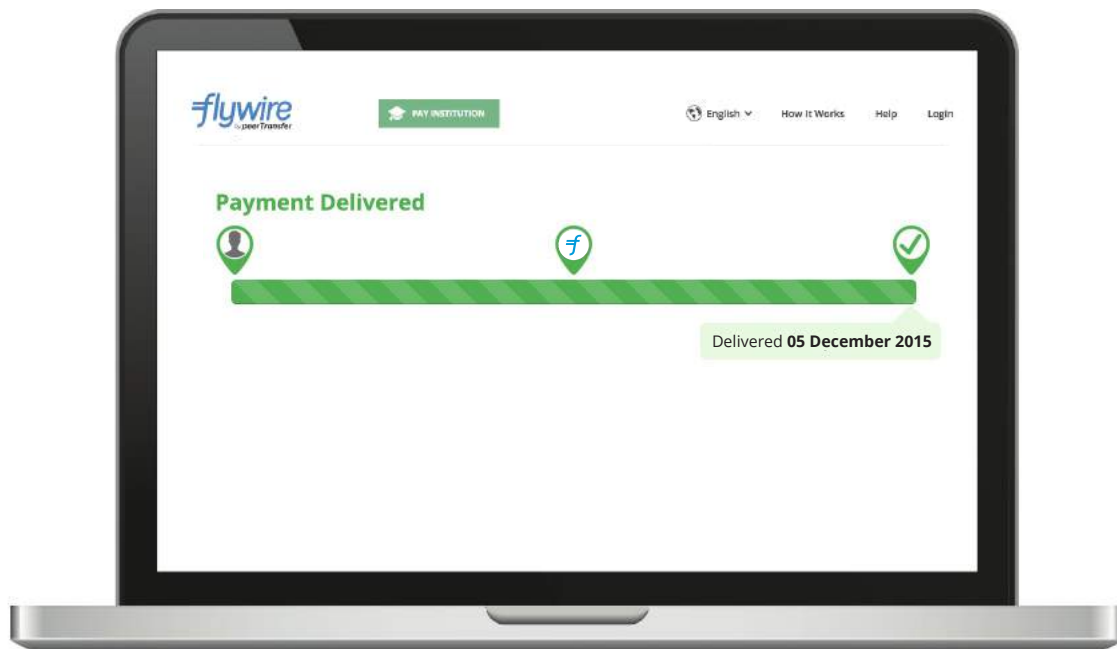 flywire
by peerTransfer
PAY INSTITUTION
English
How It Works
Help
Login
Payment Delivered
Delivered 05 December 2015